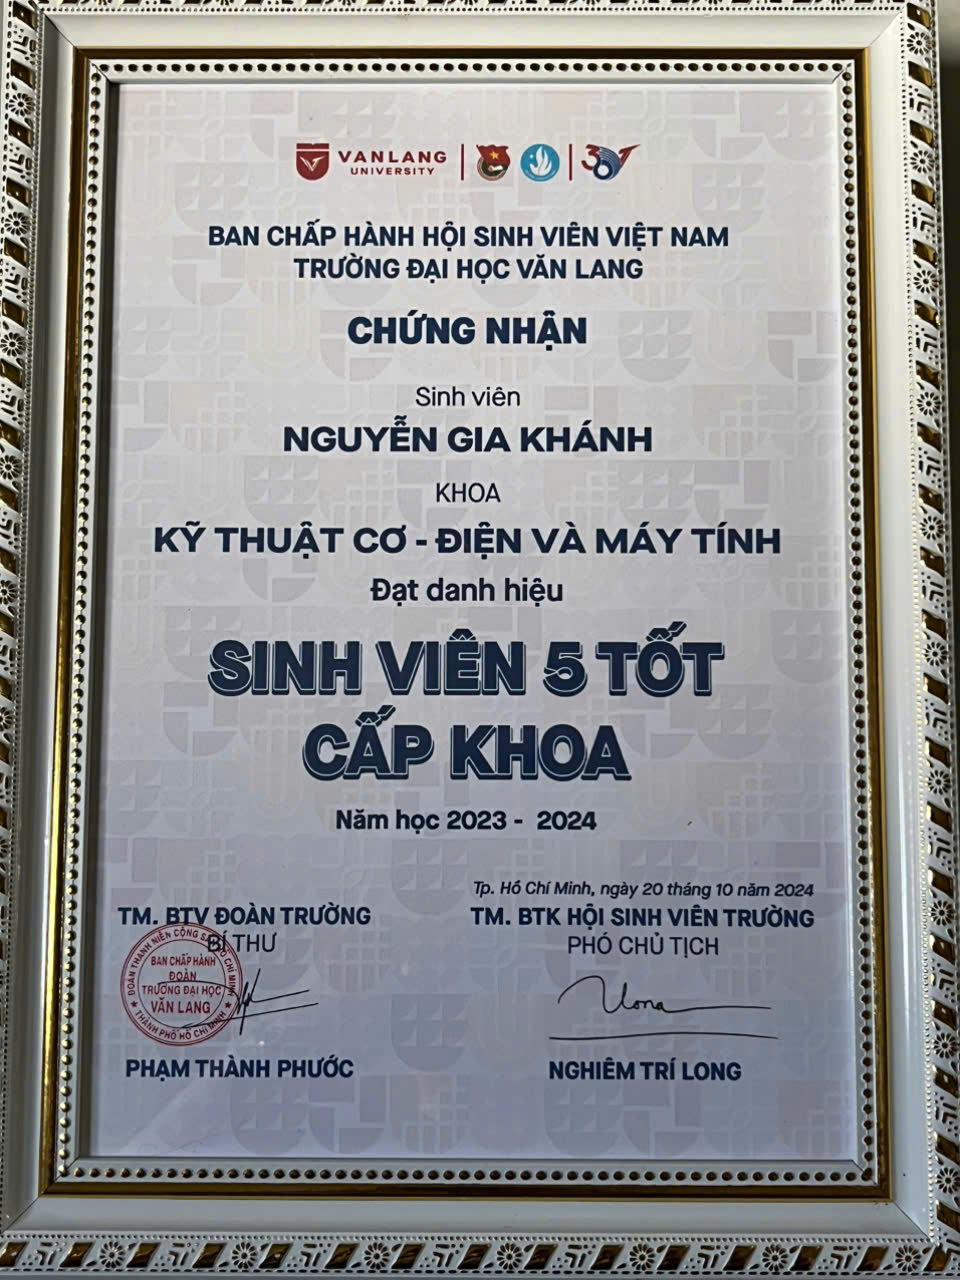 VANLANG
UNIVERSITY
BAN CHẤP HÀNH HỘI SINH VIÊN VIỆT NAM
TRƯỜNG ĐẠI HỌC VĂN LANG
CHỨNG NHẬN
Sinh viên
NGUYỄN GIA KHÁNH
KHOA
KỸ THUẬT CƠ - ĐIỆN VÀ MÁY TÍNH
Đạt danh hiệu
SINH VIÊN 5 TỐT
CẤP KHOA
Năm học 2023 - 2024
Tp. Hồ Chí Minh, ngày 20 tháng 10 năm 2024
TM. BTV ĐOÀN TRƯỜNG
BÍ THƯ
TM. BTK HỘI SINH VIÊN TRƯỜNG
PHÓ CHỦ TỊCH
ĐOÀN THANH NIÊN CỘNG SẢN HỒ CHÍ MINH
BAN CHẤP HÀNH
ĐOÀN
TRƯỜNG ĐẠI HỌC
VĂN LANG
THÀNH PHỐ HỒ CHÍ MINH
PHẠM THÀNH PHƯỚC
NGHIÊM TRÍ LONG